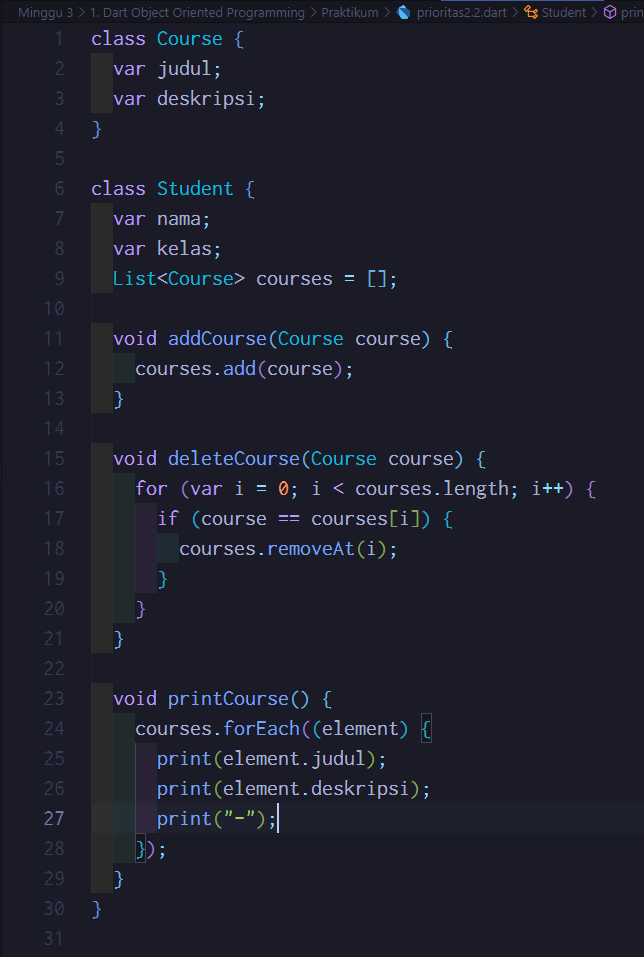 Minggu 3 > 1. Dart Object Oriented Programming > Praktikum > prioritas2.2.dart > Student > prin
1 class Course {
2   var judul;
3   var deskripsi;
4 }
5
6 class Student {
7   var nama;
8   var kelas;
9   List<Course> courses = [];
10
11   void addCourse(Course course) {
12     courses.add(course);
13   }
14
15   void deleteCourse(Course course) {
16     for (var i = 0; i < courses.length; i++) {
17       if (course == courses[i]) {
18         courses.removeAt(i);
19       }
20     }
21   }
22
23   void printCourse() {
24     courses.forEach((element) {
25       print(element.judul);
26       print(element.deskripsi);
27       print("-");
28     });
29   }
30 }
31